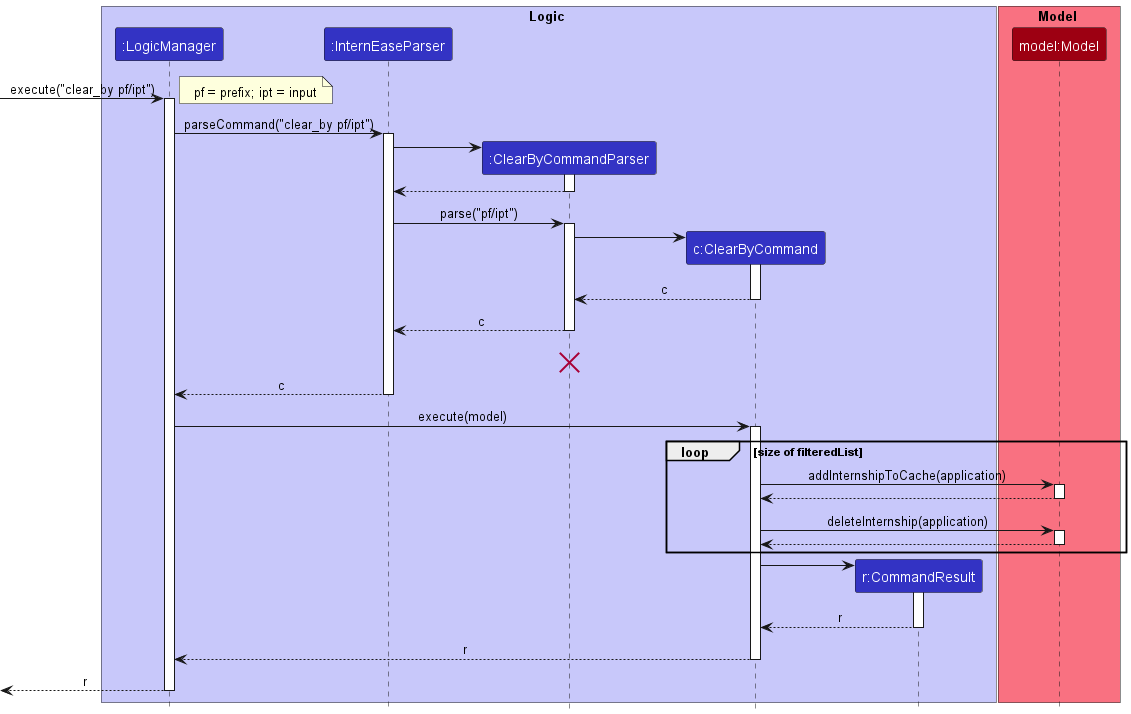 Logic
Model
:LogicManager
:InternEaseParser
model:Model
execute("clear_by pf/ipt")
pf = prefix; ipt = input
parseCommand("clear_by pf/ipt")
:ClearByCommandParser
parse("pf/ipt")
c:ClearByCommand
c
c
c
execute(model)
loop
[size of filteredList]
addInternshipToCache(application)
deleteInternship(application)
r:CommandResult
r
r
r